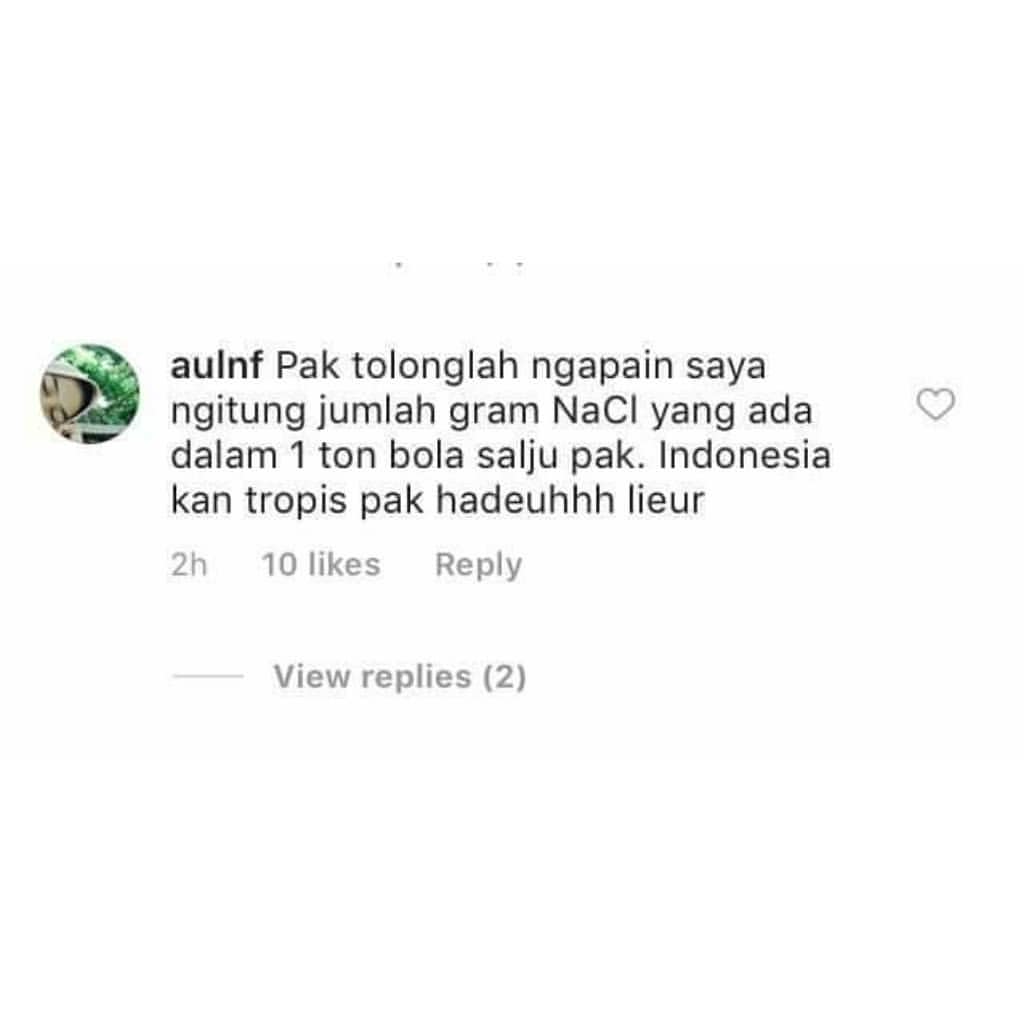 aulnf Pak tolonglah ngapain saya
ngitung jumlah gram NaCl yang ada
dalam 1 ton bola salju pak. Indonesia
kan tropis pak hadeuhhh lieur
2h 10 likes Reply
View replies (2)